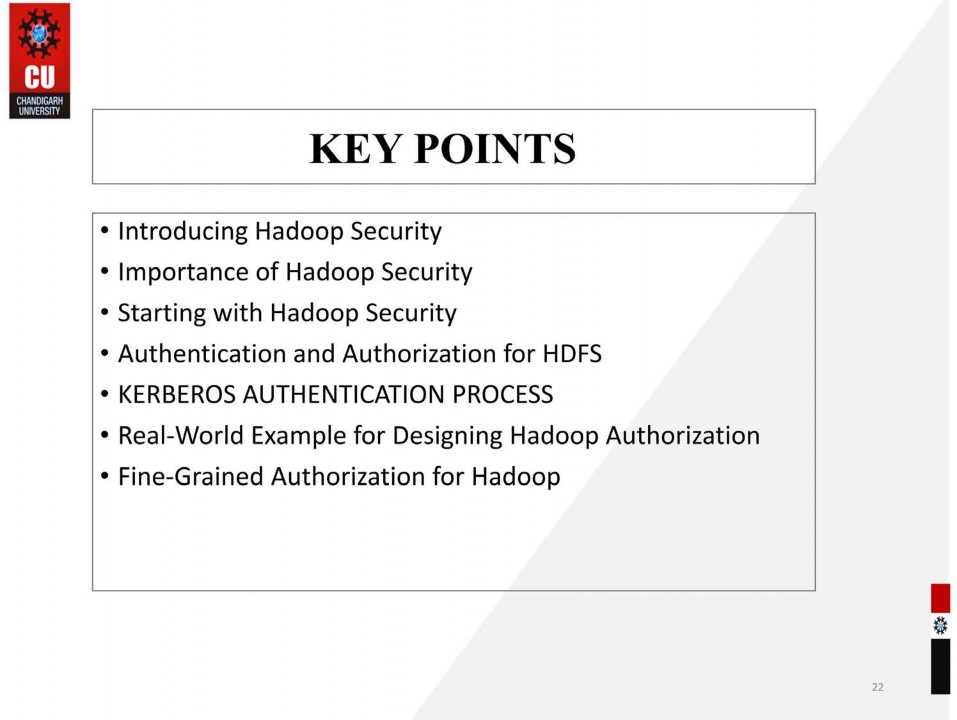 CU
CHANDIGARH
UNIVERSITY
KEY POINTS
• Introducing Hadoop Security
• Importance of Hadoop Security
• Starting with Hadoop Security
• Authentication and Authorization for HDFS
• KERBEROS AUTHENTICATION PROCESS
• Real-World Example for Designing Hadoop Authorization
• Fine-Grained Authorization for Hadoop
22